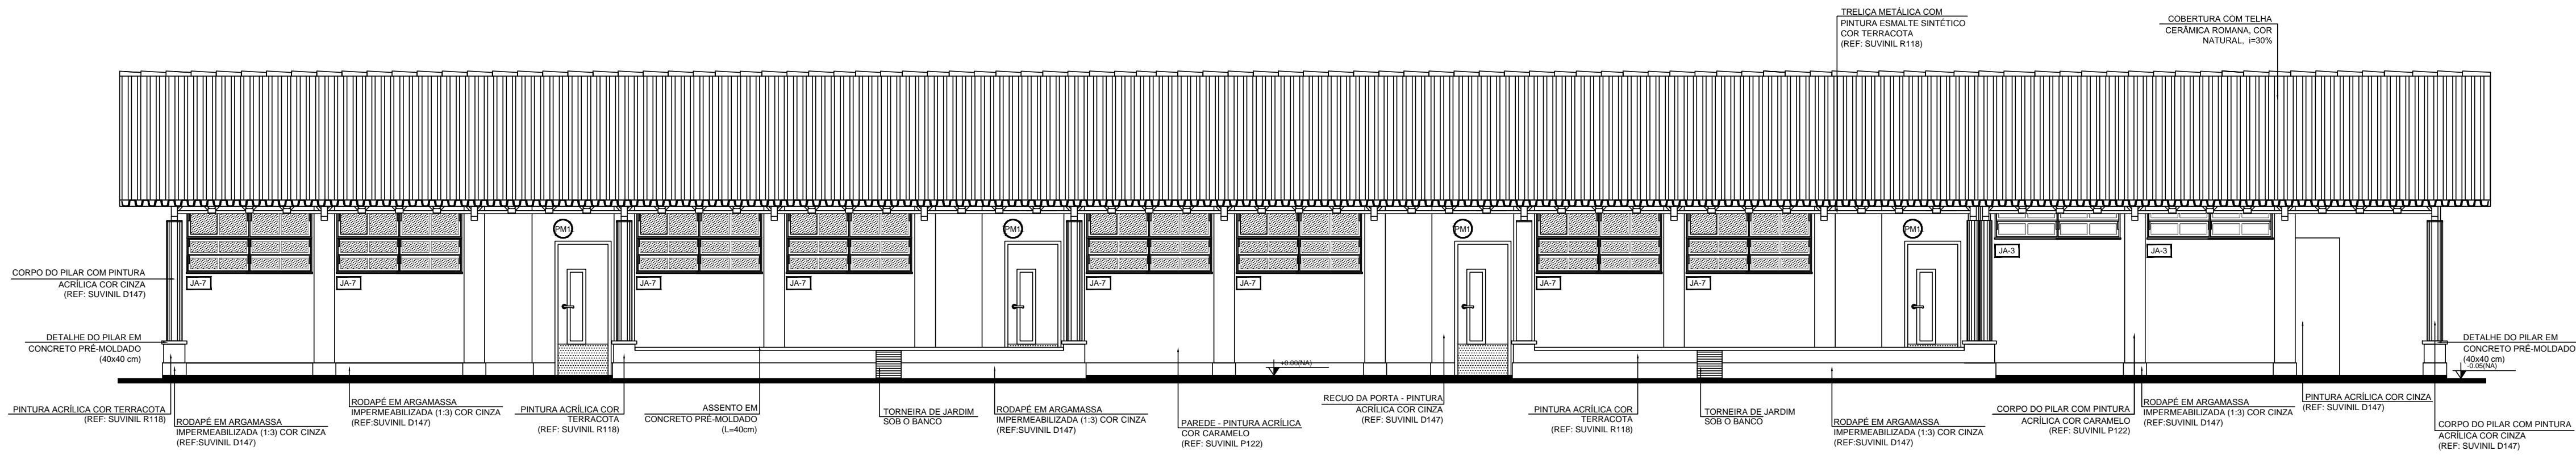 TRELIÇA METÁLICA COM
PINTURA ESMALTE SINTÉTICO
COR TERRACOTA
(REF: SUVINIL R118)
COBERTURA COM TELHA
CERÂMICA ROMANA, COR
NATURAL, i=30%
PM1
PM1
PM1
PM1
JA-7
JA-7
JA-7
JA-7
JA-7
JA-7
JA-7
JA-7
JA-3
JA-3
CORPO DO PILAR COM PINTURA
ACRÍLICA COR CINZA
(REF: SUVINIL D147)
DETALHE DO PILAR EM
CONCRETO PRÉ-MOLDADO
(40x40 cm)
+0.00(NA)
DETALHE DO PILAR EM
CONCRETO PRÉ-MOLDADO
(40x40 cm)
-0.05(NA)
PINTURA ACRÍLICA COR TERRACOTA
(REF: SUVINIL R118)
RODAPÉ EM ARGAMASSA
IMPERMEABILIZADA (1:3) COR CINZA
(REF:SUVINIL D147)
RODAPÉ EM ARGAMASSA
IMPERMEABILIZADA (1:3) COR CINZA
(REF:SUVINIL D147)
PINTURA ACRÍLICA COR
TERRACOTA
(REF: SUVINIL R118)
ASSENTO EM
CONCRETO PRÉ-MOLDADO
(L=40cm)
TORNEIRA DE JARDIM
SOB O BANCO
RODAPÉ EM ARGAMASSA
IMPERMEABILIZADA (1:3) COR CINZA
(REF:SUVINIL D147)
PAREDE - PINTURA ACRÍLICA
COR CARAMELO
(REF: SUVINIL P122)
RECUO DA PORTA - PINTURA
ACRÍLICA COR CINZA
(REF: SUVINIL D147)
PINTURA ACRÍLICA COR
TERRACOTA
(REF: SUVINIL R118)
TORNEIRA DE JARDIM
SOB O BANCO
RODAPÉ EM ARGAMASSA
IMPERMEABILIZADA (1:3) COR CINZA
(REF:SUVINIL D147)
CORPO DO PILAR COM PINTURA
ACRÍLICA COR CARAMELO
(REF: SUVINIL P122)
RODAPÉ EM ARGAMASSA
IMPERMEABILIZADA (1:3) COR CINZA
(REF:SUVINIL D147)
PINTURA ACRÍLICA COR CINZA
(REF: SUVINIL D147)
CORPO DO PILAR COM PINTURA
ACRÍLICA COR CINZA
(REF: SUVINIL D147)